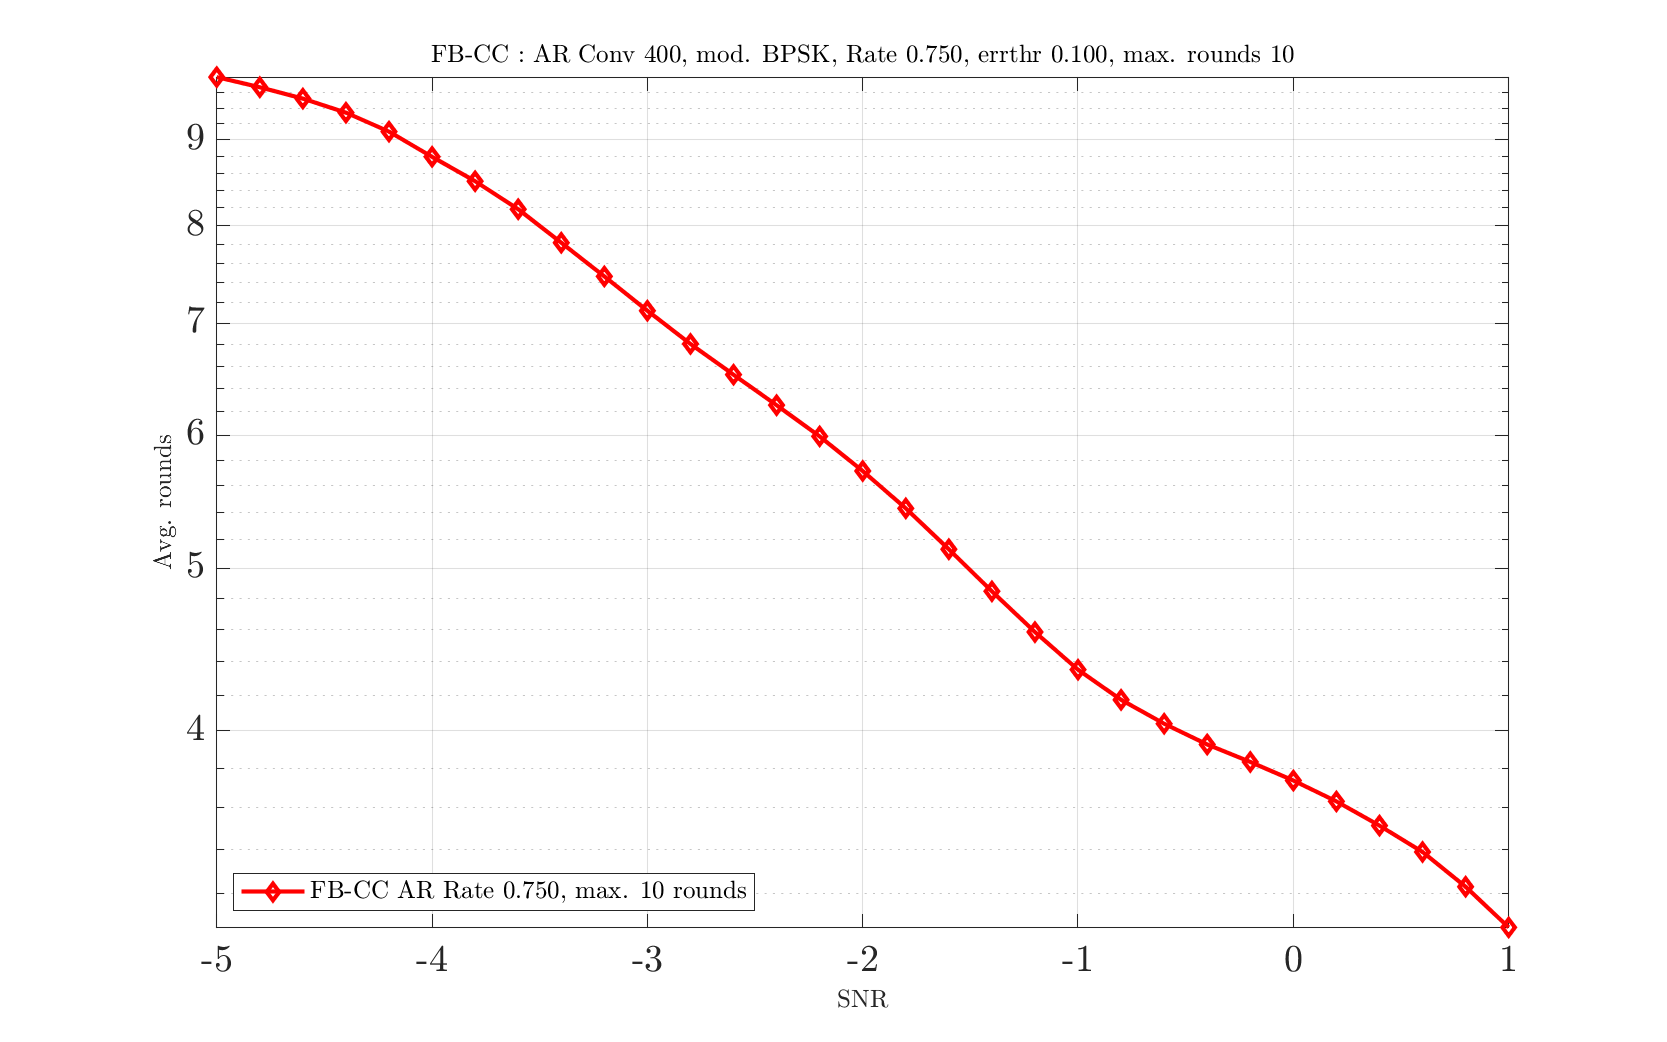 FB-CC : AR Conv 400, mod. BPSK, Rate 0.750, errthr 0.100, max. rounds 10
9
8
7
6
5
4
Avg. rounds
FB-CC AR Rate 0.750, max. 10 rounds
-5 -4 -3 -2 -1 0 1
SNR